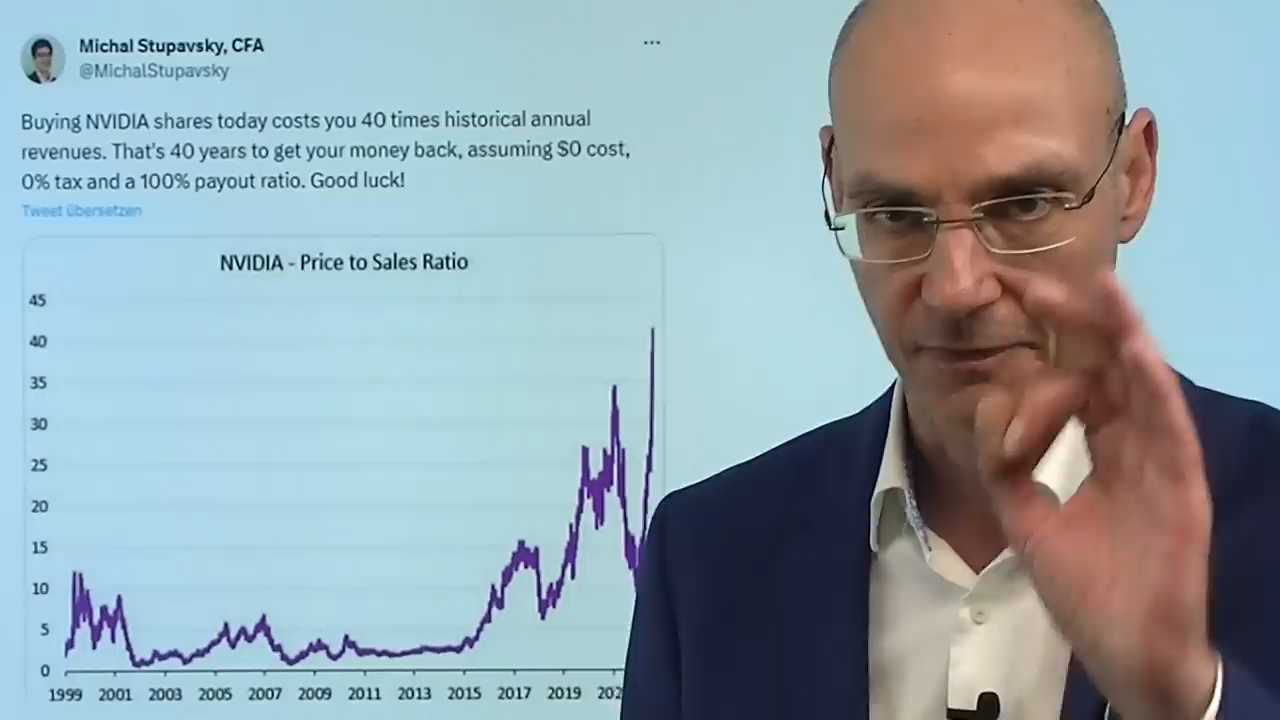 Michal Stupavsky, CFA
@MichalStupavsky
...
Buying NVIDIA shares today costs you 40 times historical annual
revenues. That's 40 years to get your money back, assuming $0 cost,
0% tax and a 100% payout ratio. Good luck!
Tweet übersetzen
NVIDIA - Price to Sales Ratio
45
40
35
30
25
20
15
10
5
0
1999 2001 2003 2005 2007 2009 2011 2013 2015 2017 2019